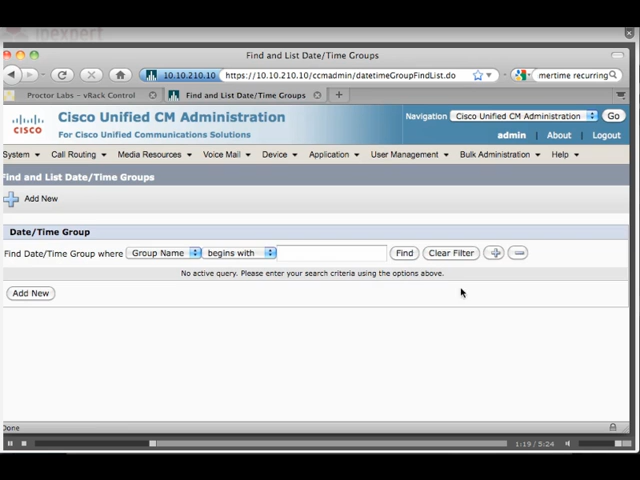 ipexpert
Find and List Date/Time Groups
10.10.210.10 https://10.10.210.10/ccmadmin/datetimeGroupFindList.do mertime recurring
Proctor Labs - vRack Control Find and List Date/Time Groups
Cisco Unified CM Administration
For Cisco Unified Communications Solutions
CISCO
Navigation Cisco Unified CM Administration Go
admin About Logout
System Call Routing Media Resources Voice Mail Device Application User Management Bulk Administration Help
Find and List Date/Time Groups
Add New
Date/Time Group
Find Date/Time Group where Group Name begins with Find Clear Filter
No active query. Please enter your search criteria using the options above.
Add New
Done
1:19 / 5:24